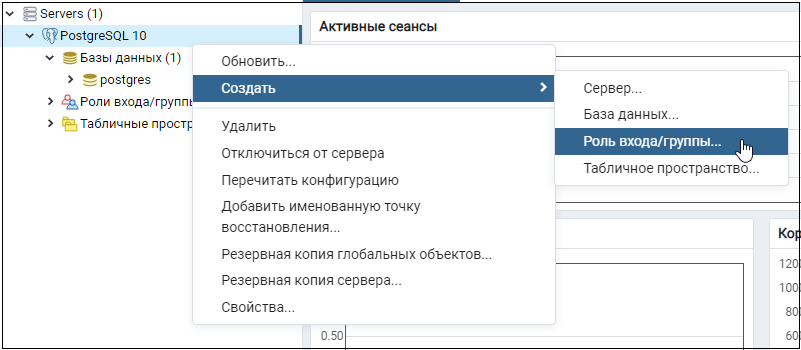 Servers (1)
PostgreSQL 10
Базы данных (1)
postgres
Роли входа/группы
Табличные простр
Активные сеансы
Обновить...
Создать
Удалить
Отключиться от сервера
Перечитать конфигурацию
Добавить именованную точку
восстановления...
Резервная копия глобальных объектов...
Резервная копия сервера...
Свойства...
Сервер...
База данных...
Роль входа/группы...
Табличное пространство...
Кор
1200
1000
800
600
0.50